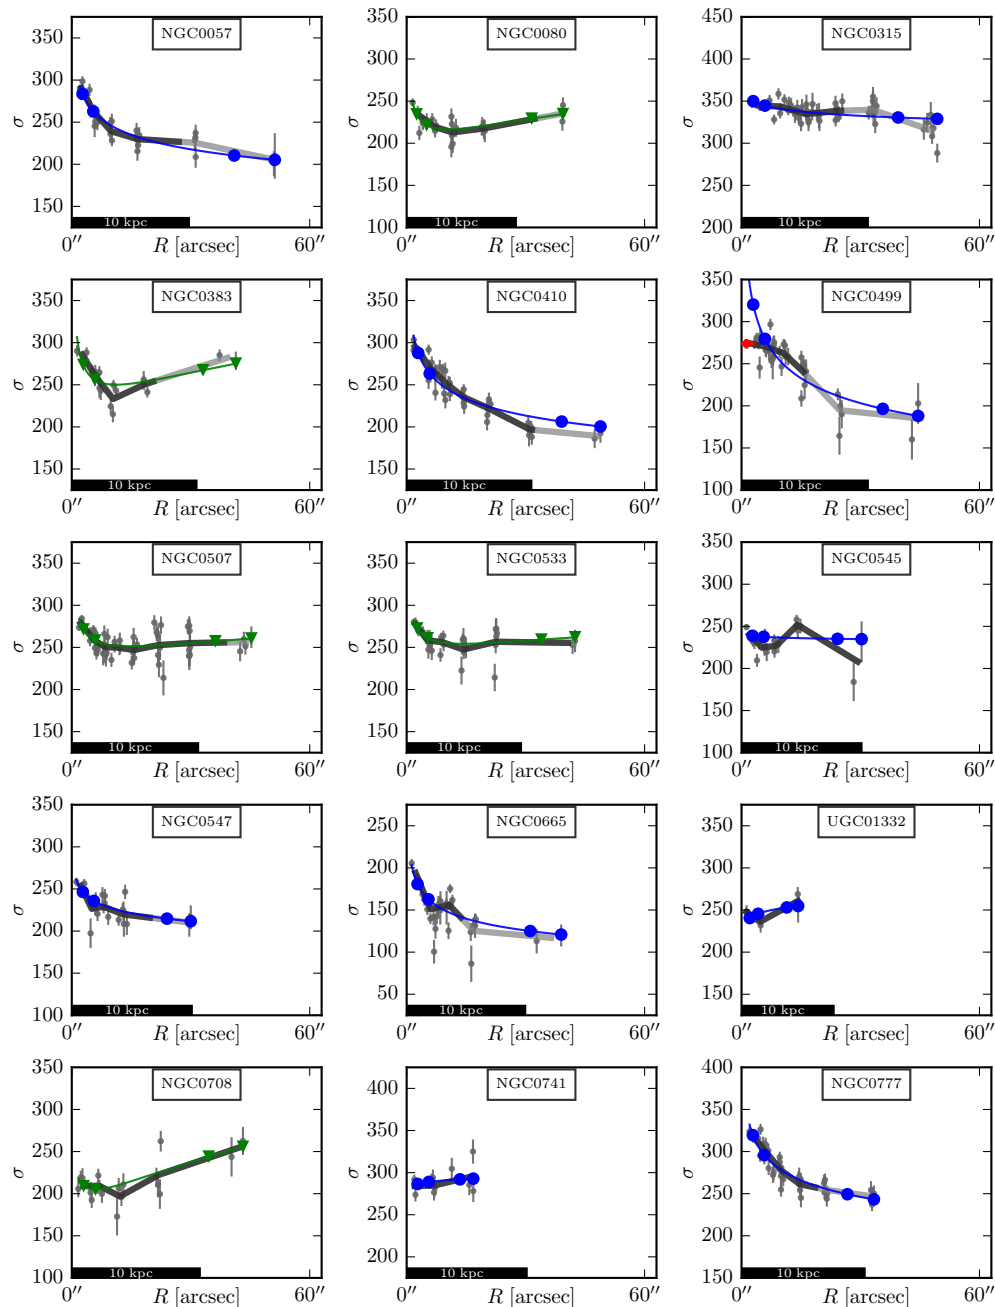 350
300
250
200
150
σ
NGC0057
10 kpc
0″ R [arcsec] 60″
350
300
250
200
150
100
σ
NGC0080
10 kpc
0″ R [arcsec] 60″
450
400
350
300
250
200
σ
NGC0315
10 kpc
0″ R [arcsec] 60″
350
300
250
200
150
σ
NGC0383
10 kpc
0″ R [arcsec] 60″
350
300
250
200
150
σ
NGC0410
10 kpc
0″ R [arcsec] 60″
350
300
250
200
150
100
σ
NGC0499
10 kpc
0″ R [arcsec] 60″
350
300
250
200
150
σ
NGC0507
10 kpc
0″ R [arcsec] 60″
350
300
250
200
150
σ
NGC0533
10 kpc
0″ R [arcsec] 60″
350
300
250
200
150
100
σ
NGC0545
10 kpc
0″ R [arcsec] 60″
350
300
250
200
150
100
σ
NGC0547
10 kpc
0″ R [arcsec] 60″
250
200
150
100
50
σ
NGC0665
10 kpc
0″ R [arcsec] 60″
350
300
250
200
150
σ
UGC01332
10 kpc
0″ R [arcsec] 60″
350
300
250
200
150
100
σ
NGC0708
10 kpc
400
350
300
250
200
σ
NGC0741
10 kpc
400
350
300
250
200
150
σ
NGC0777
10 kpc
0″ R [arcsec] 60″
0″ R [arcsec] 60″
0″ R [arcsec] 60″